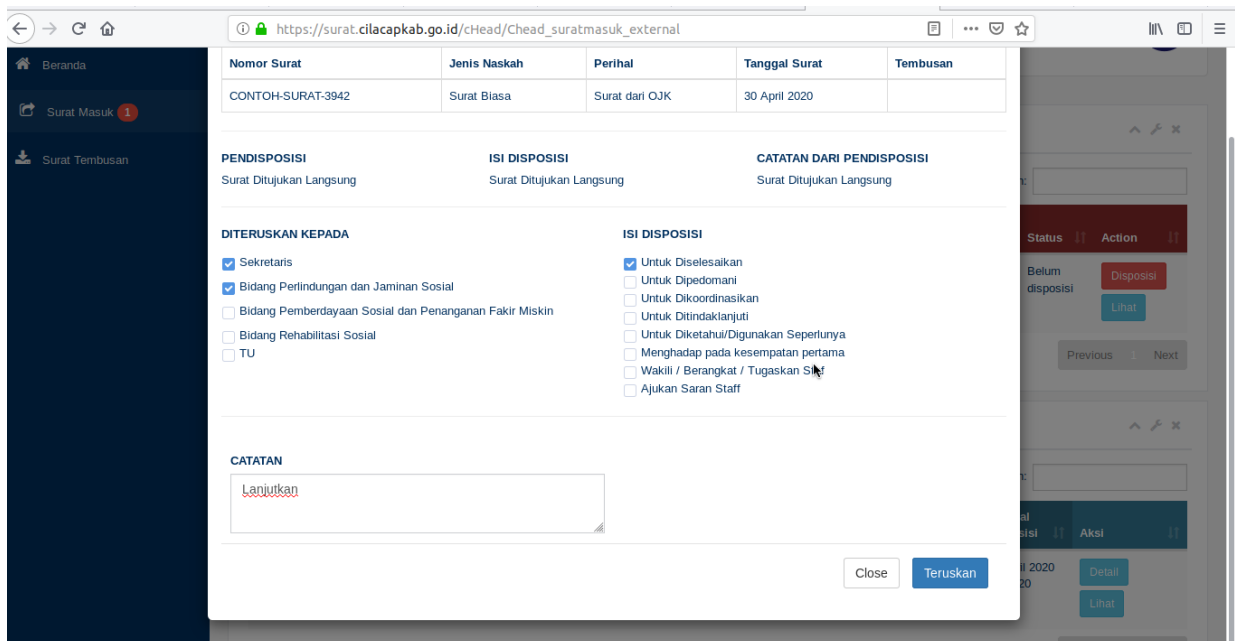 https://surat.cilacapkab.go.id/cHead/Chead_suratmasuk_external
Beranda
Surat Masuk 1
Surat Tembusan
Nomor Surat Jenis Naskah Perihal Tanggal Surat Tembusan
CONTOH-SURAT-3942 Surat Biasa Surat dari OJK 30 April 2020
PENDISPOSISI ISI DISPOSISI CATATAN DARI PENDISPOSISI
Surat Ditujukan Langsung Surat Ditujukan Langsung Surat Ditujukan Langsung
DITERUSKAN KEPADA
Sekretaris
Bidang Perlindungan dan Jaminan Sosial
Bidang Pemberdayaan Sosial dan Penanganan Fakir Miskin
Bidang Rehabilitasi Sosial
TU
ISI DISPOSISI
Untuk Diselesaikan
Untuk Dipedomani
Untuk Dikoordinasikan
Untuk Ditindaklanjuti
Untuk Diketahui/Digunakan Seperlunya
Menghadap pada kesempatan pertama
Wakili / Berangkat / Tugaskan Staf
Ajukan Saran Staff
CATATAN
Lanjutkan
Close Teruskan
Status Action
Belum disposisi
Disposisi
Lihat
Previous 1 Next
Aksi
2020
Detail
Lihat